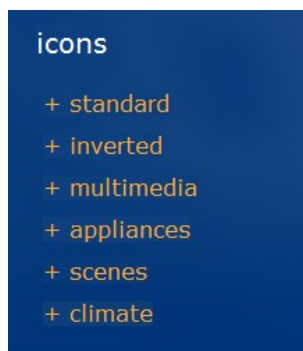 icons
+ standard
+ inverted
+ multimedia
+ appliances
+ scenes
+ climate